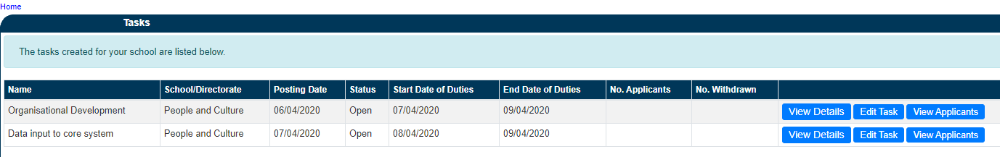 Home
Tasks
The tasks created for your school are listed below.
Name School/Directorate Posting Date Status Start Date of Duties End Date of Duties No. Applicants No. Withdrawn
Organisational Development People and Culture 06/04/2020 Open 07/04/2020 09/04/2020 View Details Edit Task View Applicants
Data input to core system People and Culture 07/04/2020 Open 08/04/2020 09/04/2020 View Details Edit Task View Applicants